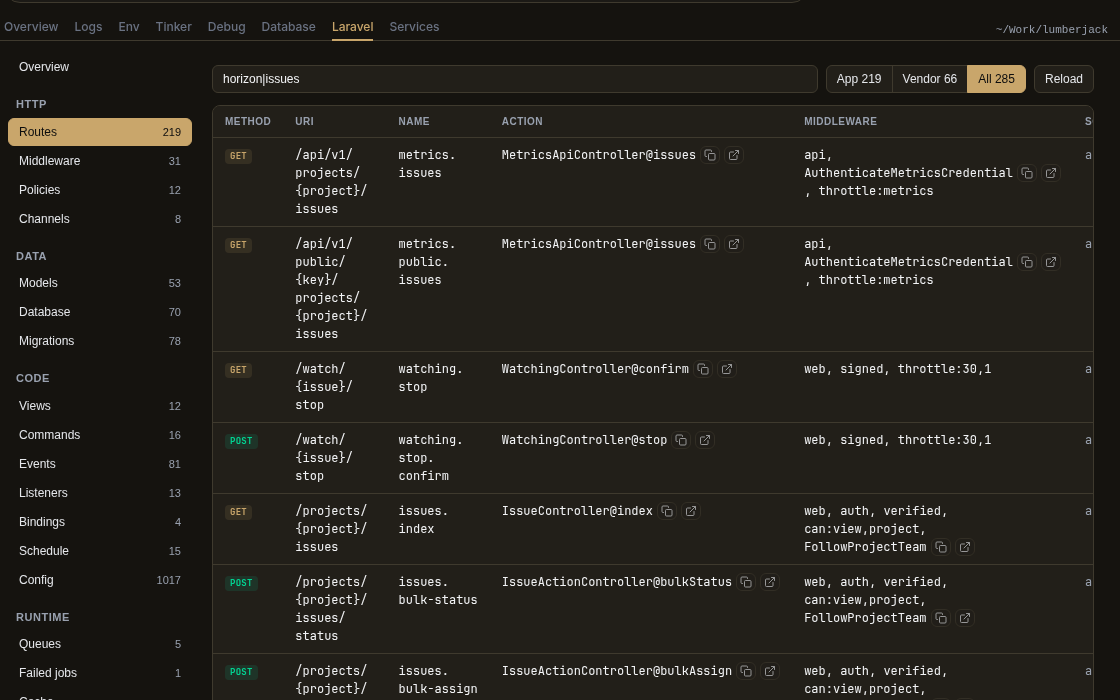 Overview Logs Env Tinker Debug Database Laravel Services
~/Work/lumberjack
Overview
HTTP
Routes 219
Middleware 31
Policies 12
Channels 8
DATA
Models 53
Database 70
Migrations 78
CODE
Views 12
Commands 16
Events 81
Listeners 13
Bindings 4
Schedule 15
Config 1017
RUNTIME
Queues 5
Failed jobs 1
horizon|issues
App 219 Vendor 66 All 285 Reload
METHOD URI NAME ACTION MIDDLEWARE
GET /api/v1/ metrics. MetricsApiController@issues api,
projects/ issues AuthenticateMetricsCredential
{project}/ , throttle:metrics
issues
GET /api/v1/ metrics. MetricsApiController@issues api,
public/ public. AuthenticateMetricsCredential
{key}/ issues , throttle:metrics
projects/
{project}/
issues
GET /watch/ watching. WatchingController@confirm web, signed, throttle:30,1
{issue}/ stop
stop
POST /watch/ watching. WatchingController@stop web, signed, throttle:30,1
{issue}/ stop.
stop confirm
GET /projects/ issues. IssueController@index web, auth, verified,
{project}/ index can:view,project,
issues FollowProjectTeam
POST /projects/ issues. IssueActionController@bulkStatus web, auth, verified,
{project}/ bulk-status can:view,project,
issues/ FollowProjectTeam
status
POST /projects/ issues. IssueActionController@bulkAssign web, auth, verified,
{project}/ bulk-assign can:view,project,